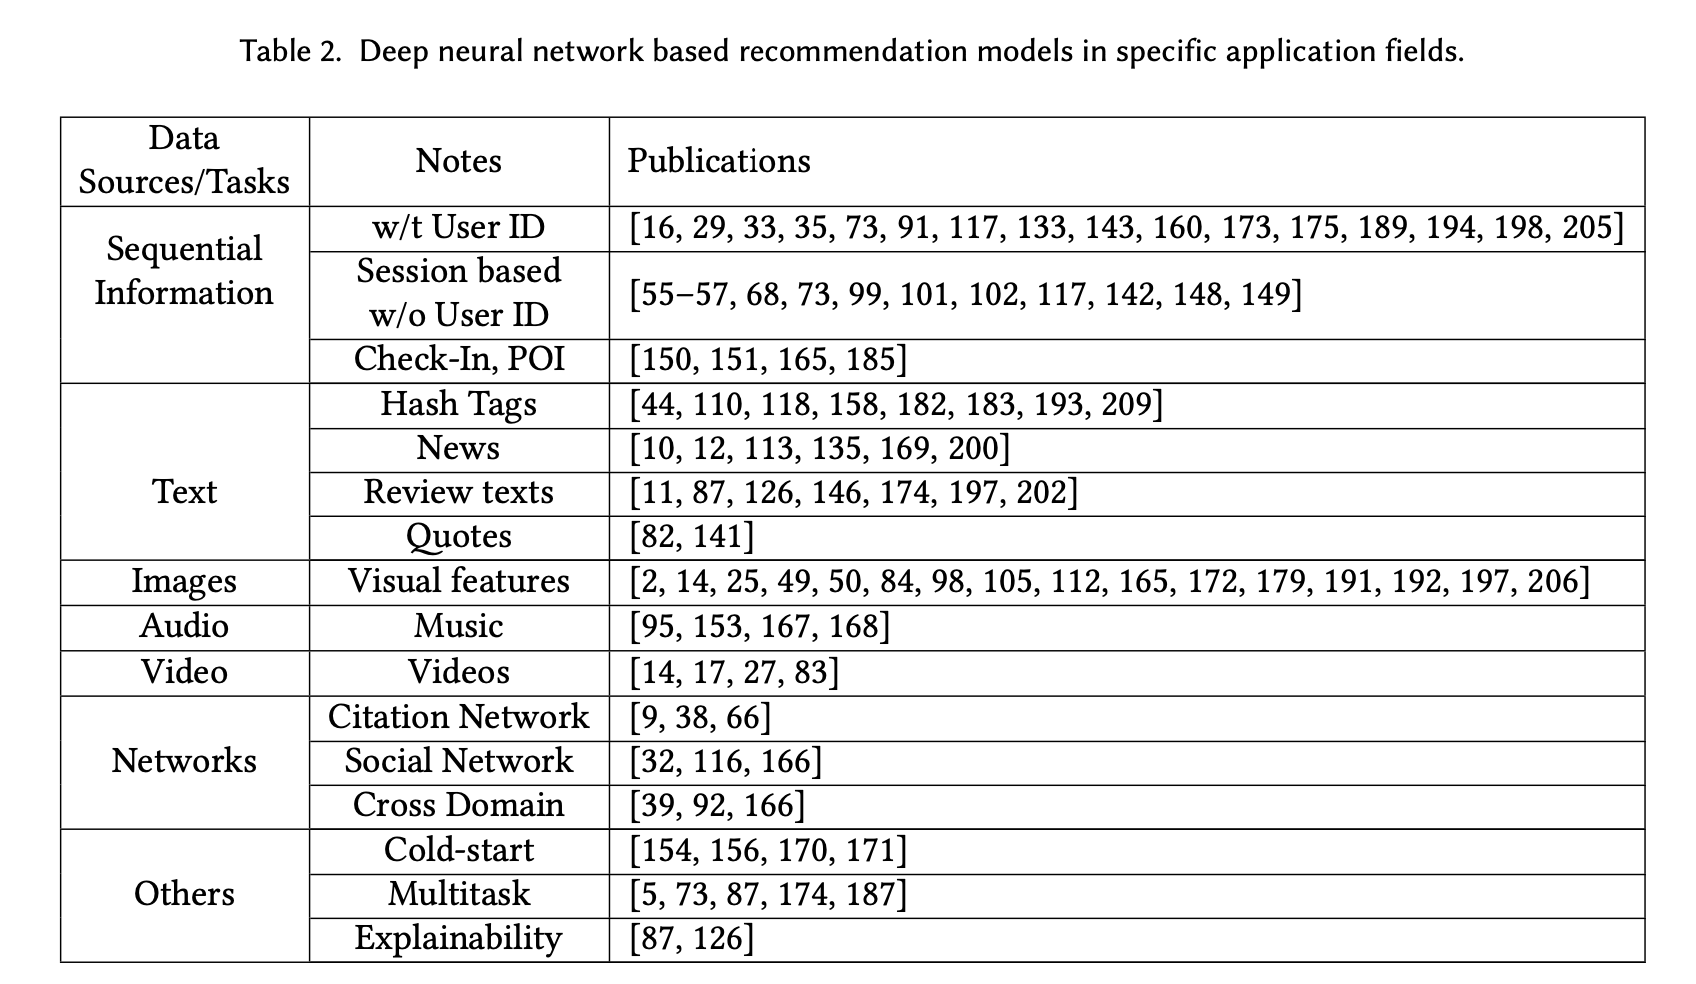 Table 2. Deep neural network based recommendation models in specific application fields.
Data
Sources/Tasks
Notes
Publications
Sequential
Information
w/t User ID
[16, 29, 33, 35, 73, 91, 117, 133, 143, 160, 173, 175, 189, 194, 198, 205]
Session based
w/o User ID
[55–57, 68, 73, 99, 101, 102, 117, 142, 148, 149]
Check-In, POI
[150, 151, 165, 185]
Text
Hash Tags
[44, 110, 118, 158, 182, 183, 193, 209]
News
[10, 12, 113, 135, 169, 200]
Review texts
[11, 87, 126, 146, 174, 197, 202]
Quotes
[82, 141]
Images
Visual features
[2, 14, 25, 49, 50, 84, 98, 105, 112, 165, 172, 179, 191, 192, 197, 206]
Audio
Music
[95, 153, 167, 168]
Video
Videos
[14, 17, 27, 83]
Networks
Citation Network
[9, 38, 66]
Social Network
[32, 116, 166]
Cross Domain
[39, 92, 166]
Others
Cold-start
[154, 156, 170, 171]
Multitask
[5, 73, 87, 174, 187]
Explainability
[87, 126]